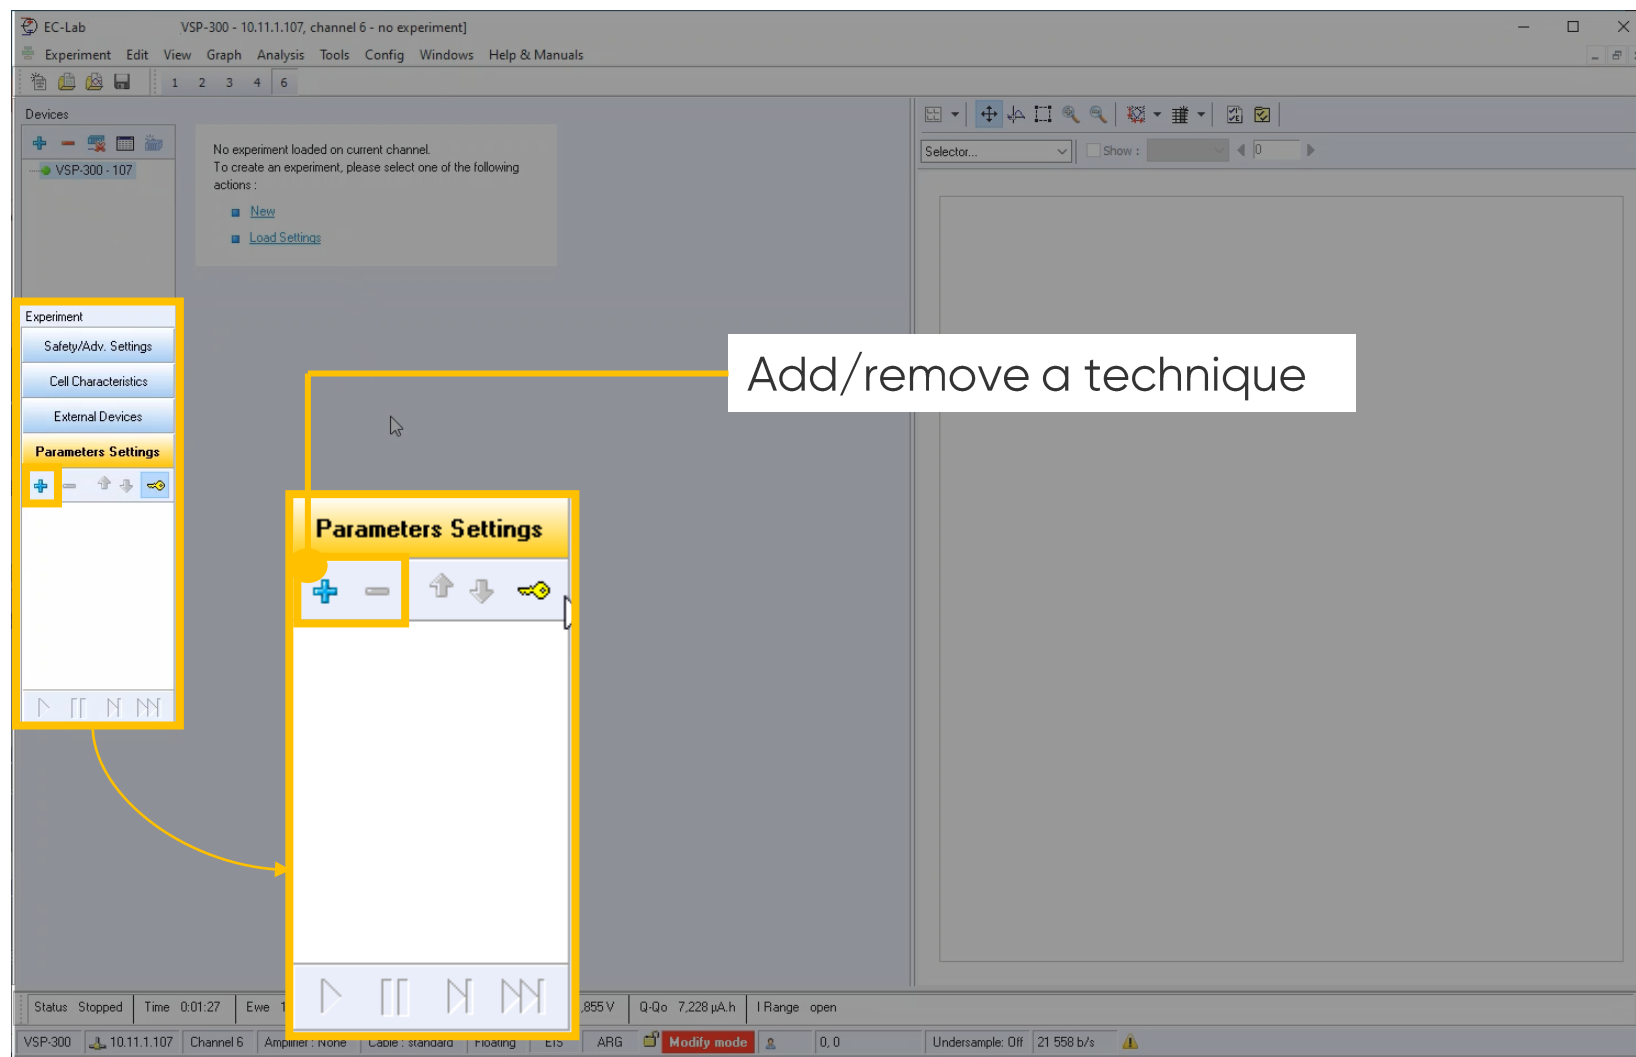 EC-Lab VSP-300 - 10.11.1.107, channel 6 - no experiment]
Experiment Edit View Graph Analysis Tools Config Windows Help & Manuals
1 2 3 4 6
Devices
VSP-300 - 107
No experiment loaded on current channel.
To create an experiment, please select one of the following
actions :
New
Load Settings
Selector... Show : 0
Experiment
Safety/Adv. Settings
Cell Characteristics
External Devices
Parameters Settings
Add/remove a technique
Parameters Settings
Status Stopped Time 0:01:27 Ewe ,855 V Q-Qo 7,228 µA.h I Range open
VSP-300 10.11.1.107 Channel 6 Amplifier : None Cable : standard Floating EIS ARG Modify mode 0, 0 Undersample: Off 21 558 b/s